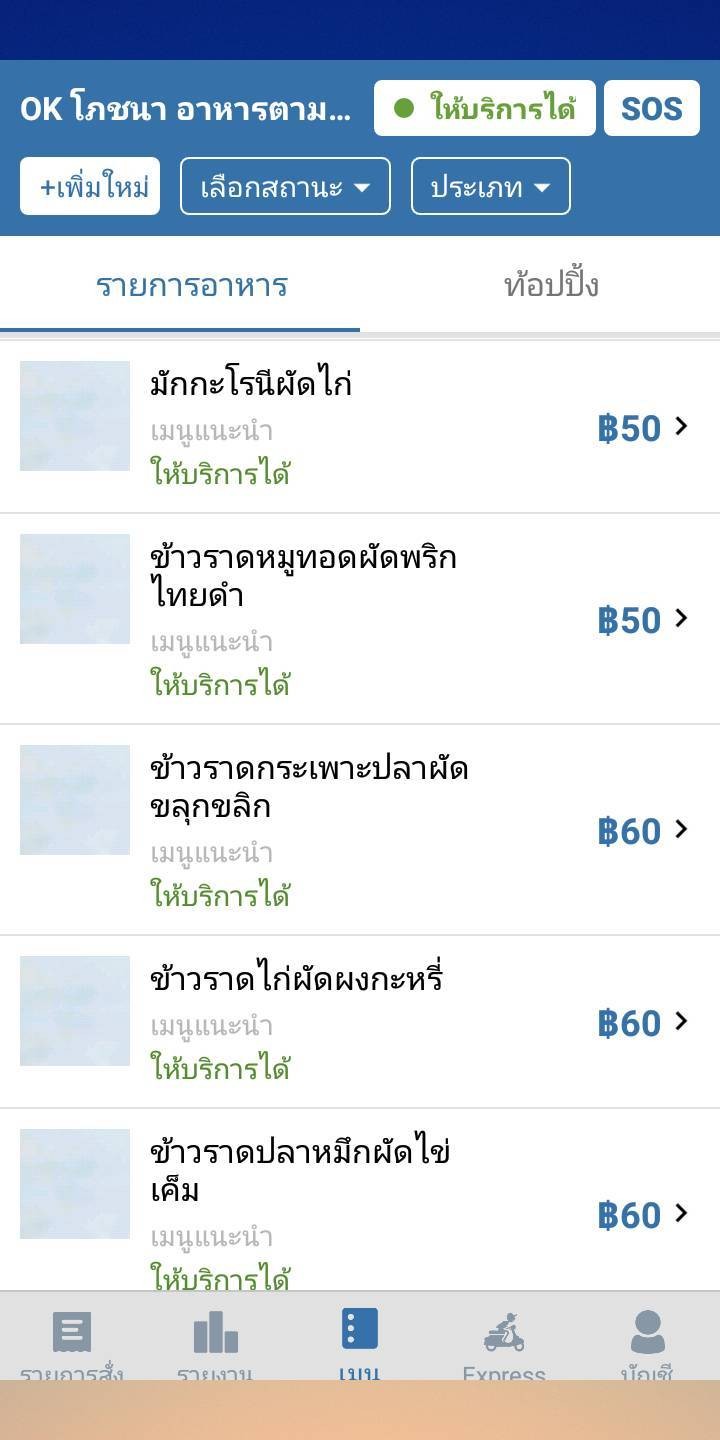 OK โภชนา อาหารตาม...
ให้บริการได้
SOS
+เพิ่มใหม่
เลือกสถานะ
ประเภท
รายการอาหาร
ท้อปปิ้ง
มักกะโรนีผัดไก่
เมนูแนะนำ
ให้บริการได้
฿50
ข้าวราดหมูทอดผัดพริก
ไทยดำ
เมนูแนะนำ
ให้บริการได้
฿50
ข้าวราดกระเพาะปลาผัด
ขลุกขลิก
เมนูแนะนำ
ให้บริการได้
฿60
ข้าวราดไก่ผัดผงกะหรี่
เมนูแนะนำ
ให้บริการได้
฿60
ข้าวราดปลาหมึกผัดไข่
เค็ม
เมนูแนะนำ
ให้บริการได้
฿60
รายการสั่ง
รายงาน
เมนู
Express
บัญชี